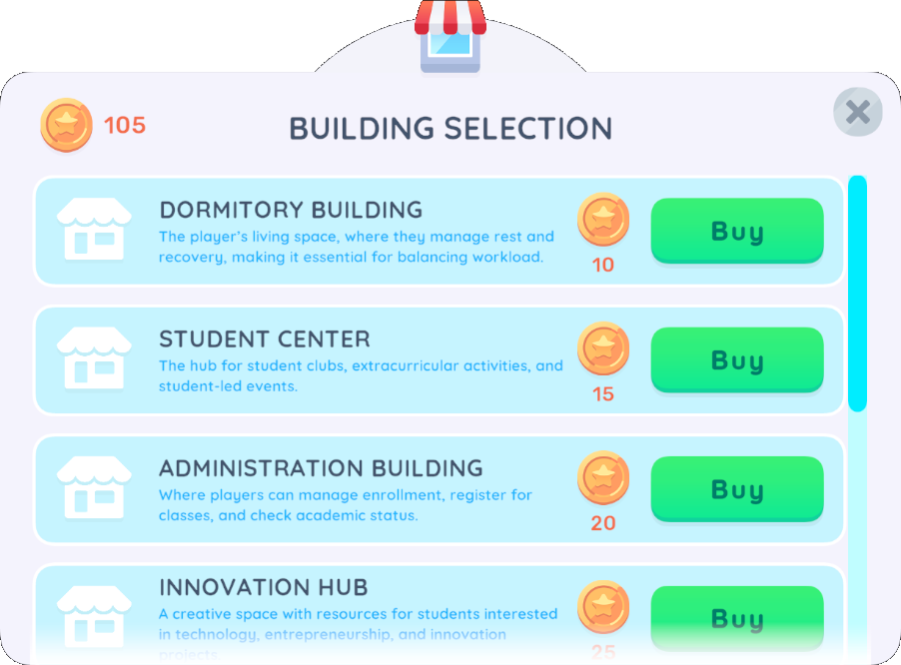 105
BUILDING SELECTION
DORMITORY BUILDING
The player's living space, where they manage rest and
recovery, making it essential for balancing workload.
10
Buy
STUDENT CENTER
The hub for student clubs, extracurricular activities, and
student-led events.
15
Buy
ADMINISTRATION BUILDING
Where players can manage enrollment, register for
classes, and check academic status.
20
Buy
INNOVATION HUB
A creative space with resources for students interested
in technology, entrepreneurship, and innovation
projects.
25
Buy